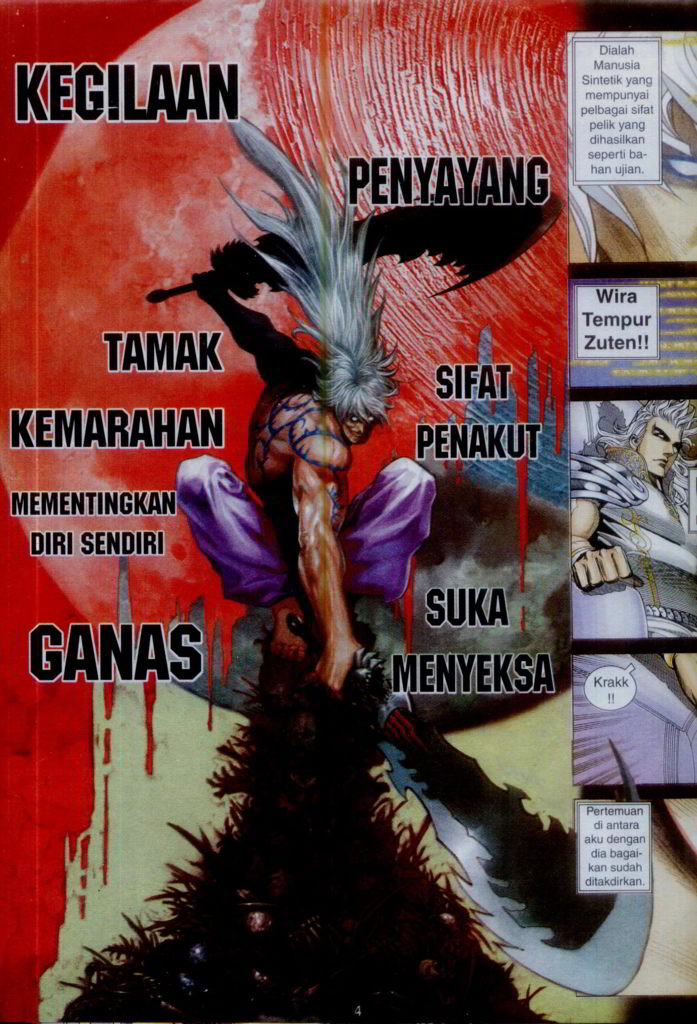 KEGILAAN
PENYAYANG
TAMAK
KEMARAHAN
MEMENTINGKAN
DIRI SENDIRI
SIFAT
PENAKUT
GANAS
SUKA
MENYEKSA
Dialah
Manusia
Sintetik yang
mempunyai
pelbagai sifat
pelik yang
dihasilkan
seperti ba-
han ujian.
Wira
Tempur
Zuten!!
Krakk
!!
Pertemuan
di antara
aku dengan
dia bagai-
kan sudah
ditakdirkan.
4